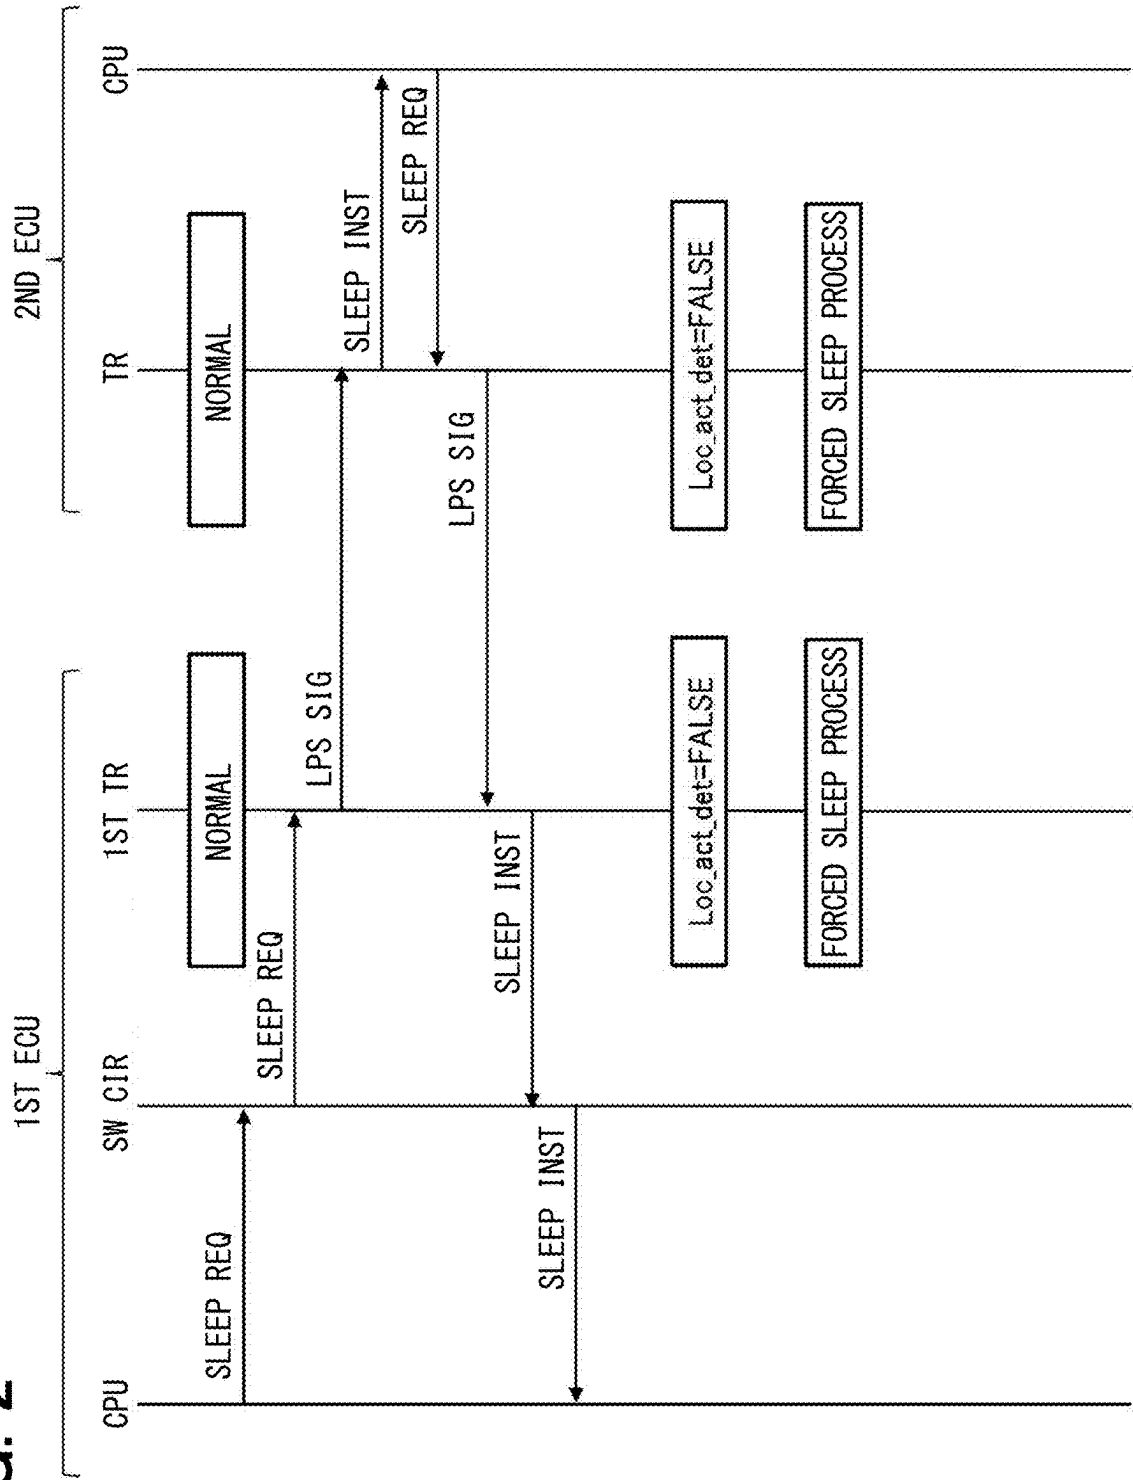 1ST ECU
2ND ECU
CPU
SW CIR
1ST TR
TR
CPU
NORMAL
NORMAL
SLEEP REQ
SLEEP REQ
LPS SIG
SLEEP INST
SLEEP REQ
LPS SIG
SLEEP INST
SLEEP INST
Loc_act_det=FALSE
Loc_act_det=FALSE
FORCED SLEEP PROCESS
FORCED SLEEP PROCESS